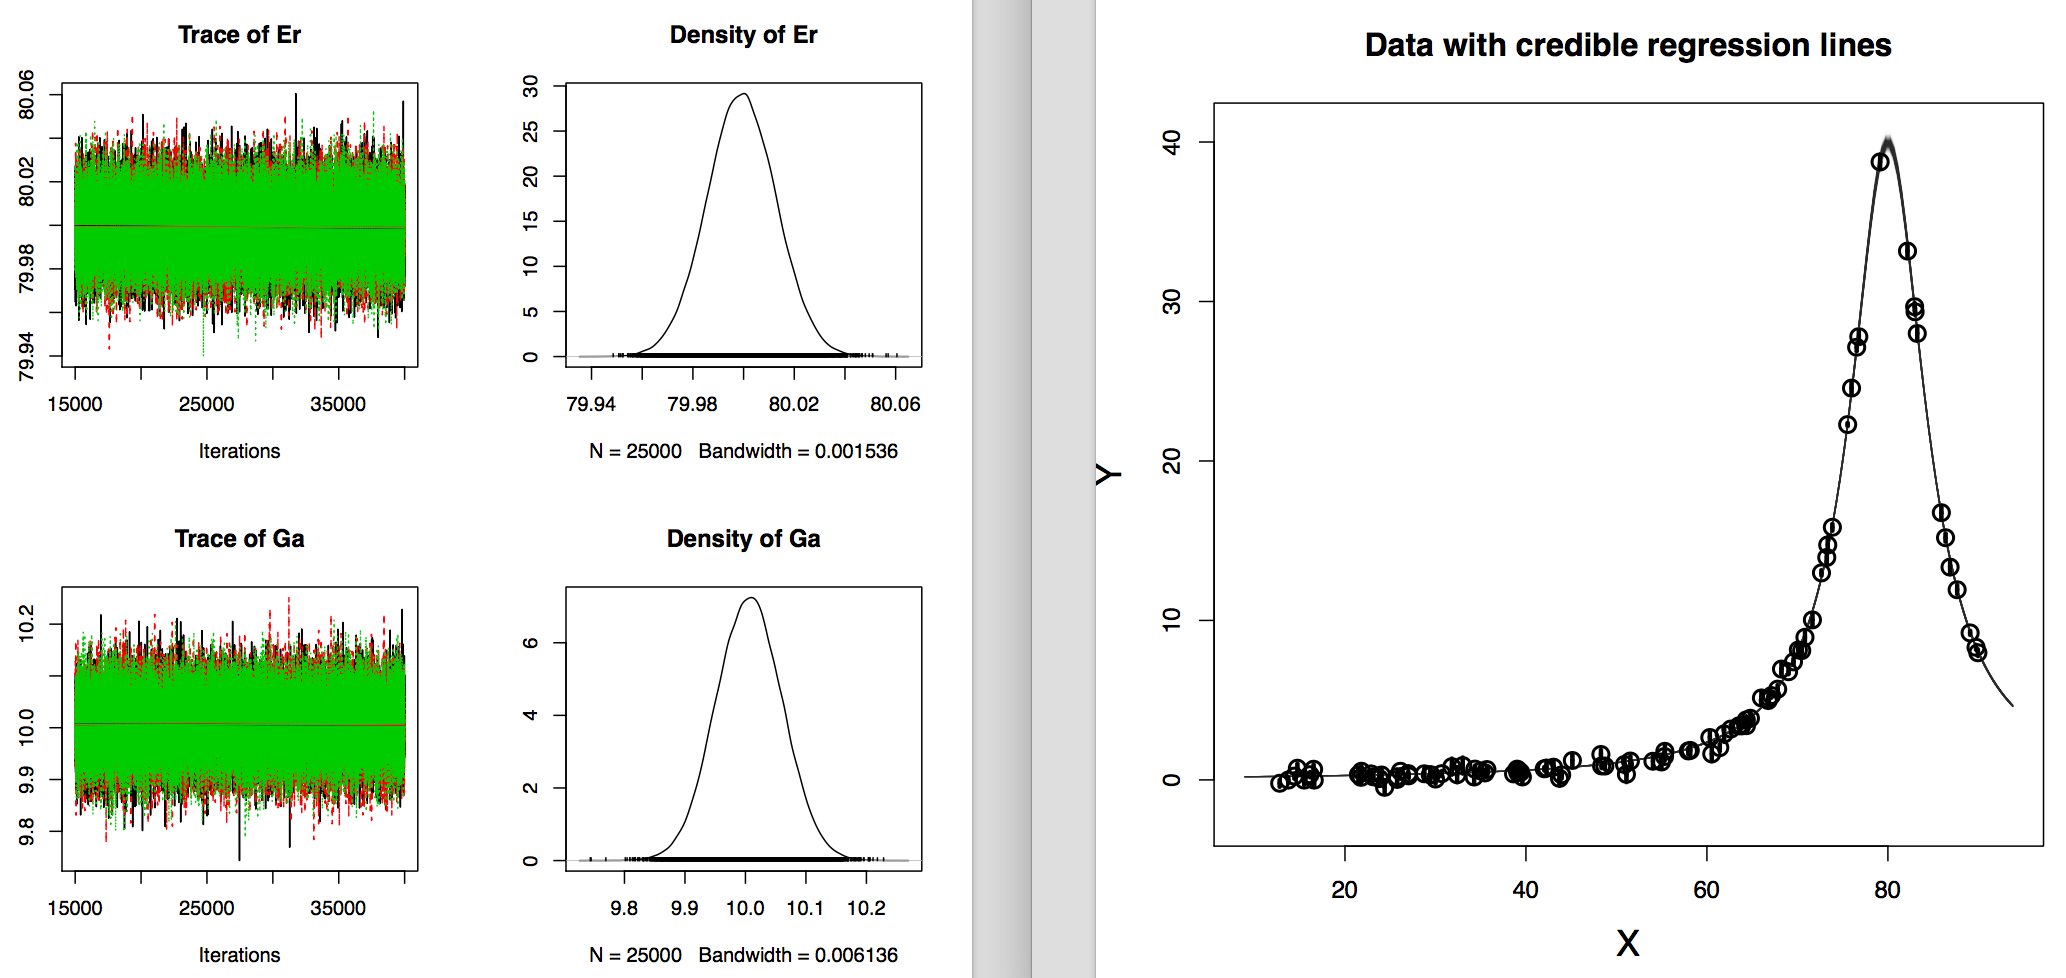 Trace of Er
80.06
80.02
79.98
79.94
15000 25000 35000
Iterations
Density of Er
30
25
20
15
10
5
0
79.94 79.98 80.02 80.06
N = 25000 Bandwidth = 0.001536
Trace of Ga
10.2
10.0
9.9
9.8
15000 25000 35000
Iterations
Density of Ga
6
4
2
0
9.8 9.9 10.0 10.1 10.2
N = 25000 Bandwidth = 0.006136
Data with credible regression lines
Y
40
30
20
10
0
20 40 60 80
X